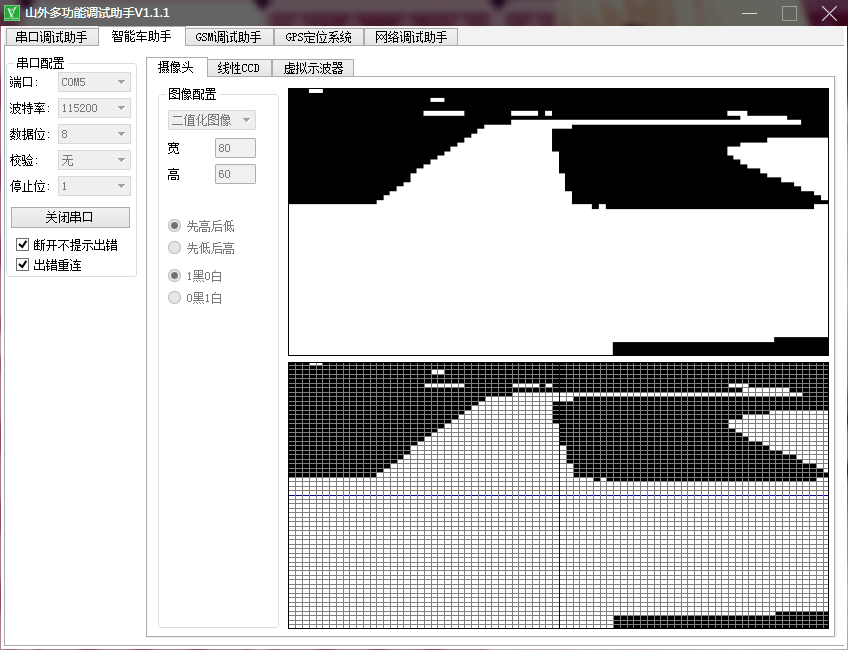 山外多功能调试助手V1.1.1
串口调试助手 智能车助手 GSM调试助手 GPS定位系统 网络调试助手
串口配置
端口: COM5
波特率: 115200
数据位: 8
校验: 无
停止位: 1
关闭串口
断开不提示出错
出错重连
摄像头 线性CCD 虚拟示波器
图像配置
二值化图像
宽 80
高 60
先高后低
先低后高
1黑0白
0黑1白